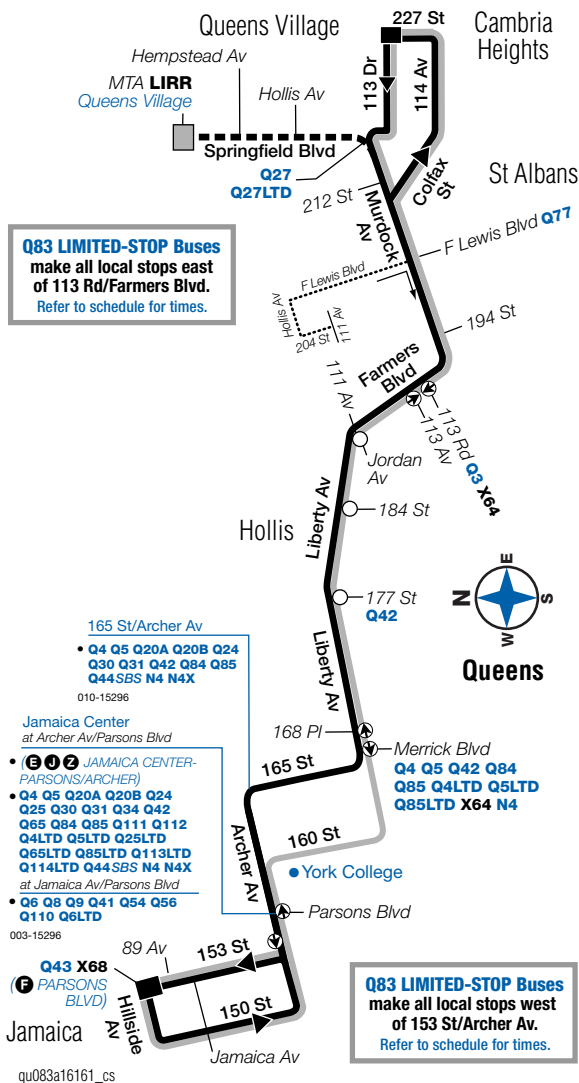 Queens Village
227 St
Cambria
Heights
Hempstead Av
MTA LIRR
Queens Village
Hollis Av
113 Dr
114 Av
Springfield Blvd
Q27
Q27LTD
Colfax
St
St Albans
212 St
Murdock
Av
F Lewis Blvd Q77
Q83 LIMITED-STOP Buses
make all local stops east
of 113 Rd/Farmers Blvd.
Refer to schedule for times.
F Lewis Blvd
Hollis Av
204 St
111 Av
194 St
Farmers
Blvd
111 Av
113 Rd Q3 X64
113 Av
Jordan
Av
Liberty Av
184 St
Hollis
177 St
Q42
N
E
S
W
Queens
165 St/Archer Av
• Q4 Q5 Q20A Q20B Q24
Q30 Q31 Q42 Q84 Q85
Q44SBS N4 N4X
010-15296
Liberty Av
Jamaica Center
at Archer Av/Parsons Blvd
• (E J Z JAMAICA CENTER-
PARSONS/ARCHER)
• Q4 Q5 Q20A Q20B Q24
Q25 Q30 Q31 Q34 Q42
Q65 Q84 Q85 Q111 Q112
Q4LTD Q5LTD Q25LTD
Q65LTD Q85LTD Q113LTD
Q114LTD Q44SBS N4 N4X
at Jamaica Av/Parsons Blvd
• Q6 Q8 Q9 Q41 Q54 Q56
Q110 Q6LTD
003-15296
168 Pl
Merrick Blvd
Q4 Q5 Q42 Q84
Q85 Q4LTD Q5LTD
Q85LTD X64 N4
165 St
160 St
Archer Av
York College
Parsons Blvd
89 Av
153 St
Q43 X68
(F PARSONS
BLVD)
Hillside
Av
150 St
Jamaica
Jamaica Av
Q83 LIMITED-STOP Buses
make all local stops west
of 153 St/Archer Av.
Refer to schedule for times.
qu083a16161_cs